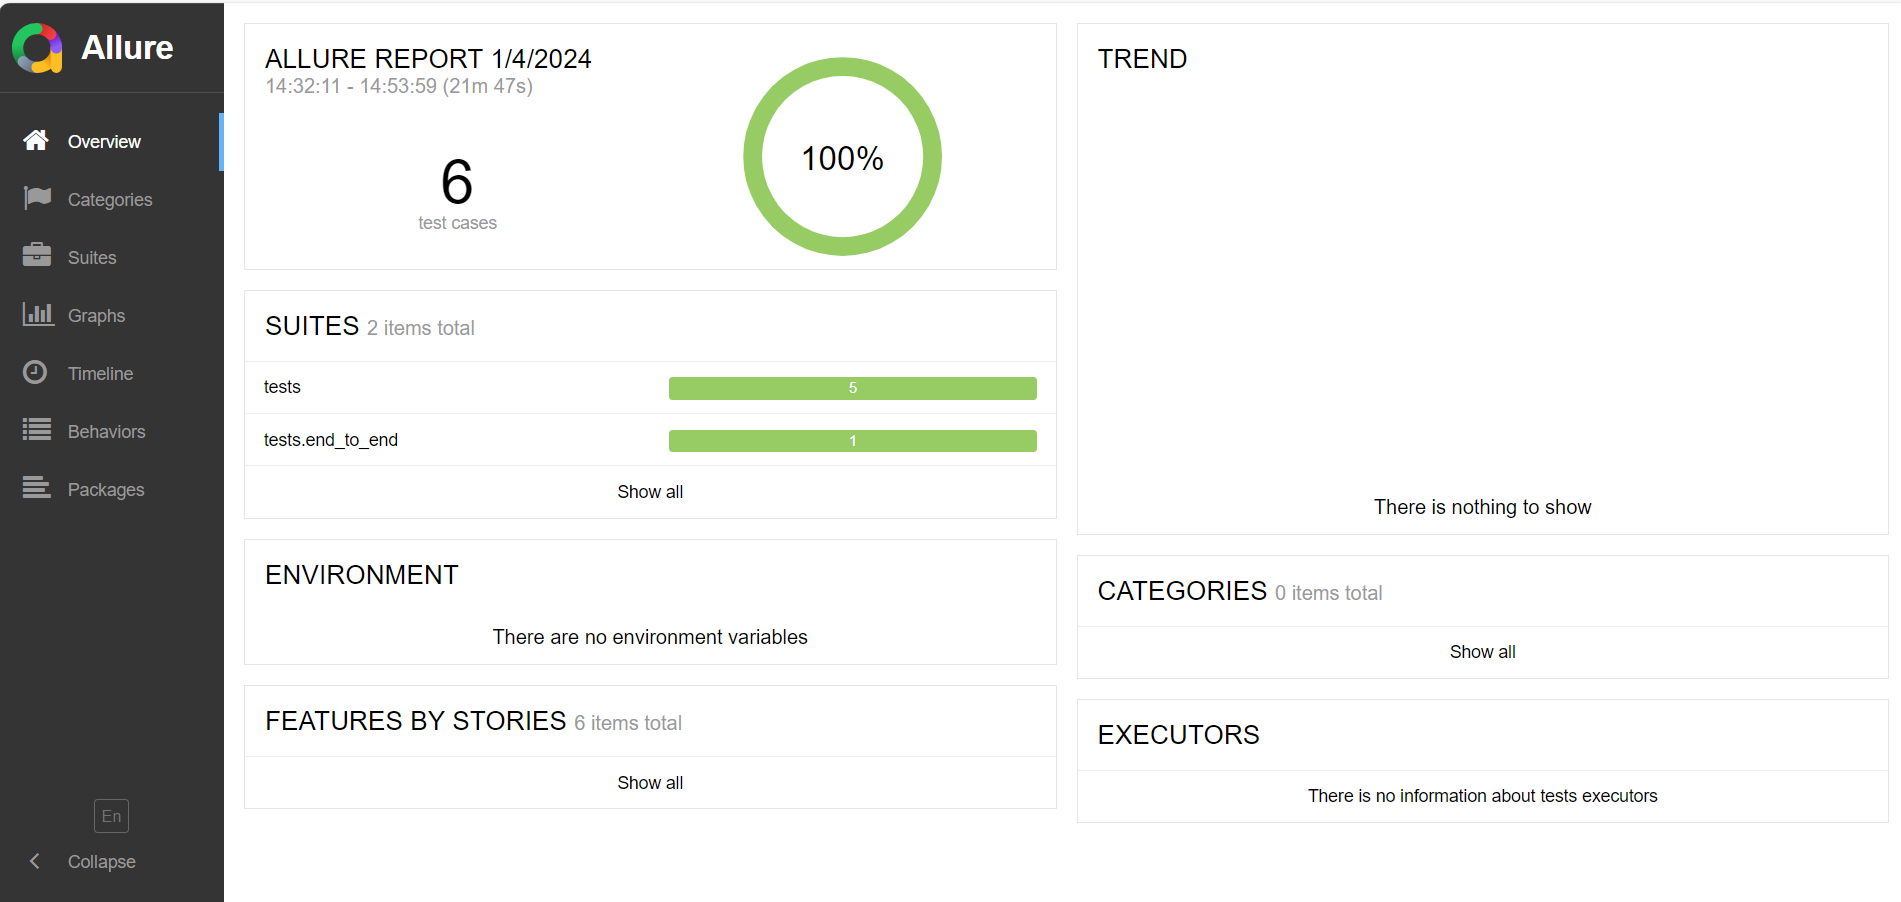 Allure
Overview
Categories
Suites
Graphs
Timeline
Behaviors
Packages
En
Collapse
ALLURE REPORT 1/4/2024
14:32:11 - 14:53:59 (21m 47s)
6
test cases
100%
SUITES 2 items total
tests 5
tests.end_to_end 1
Show all
ENVIRONMENT
There are no environment variables
FEATURES BY STORIES 6 items total
Show all
TREND
There is nothing to show
CATEGORIES 0 items total
Show all
EXECUTORS
There is no information about tests executors